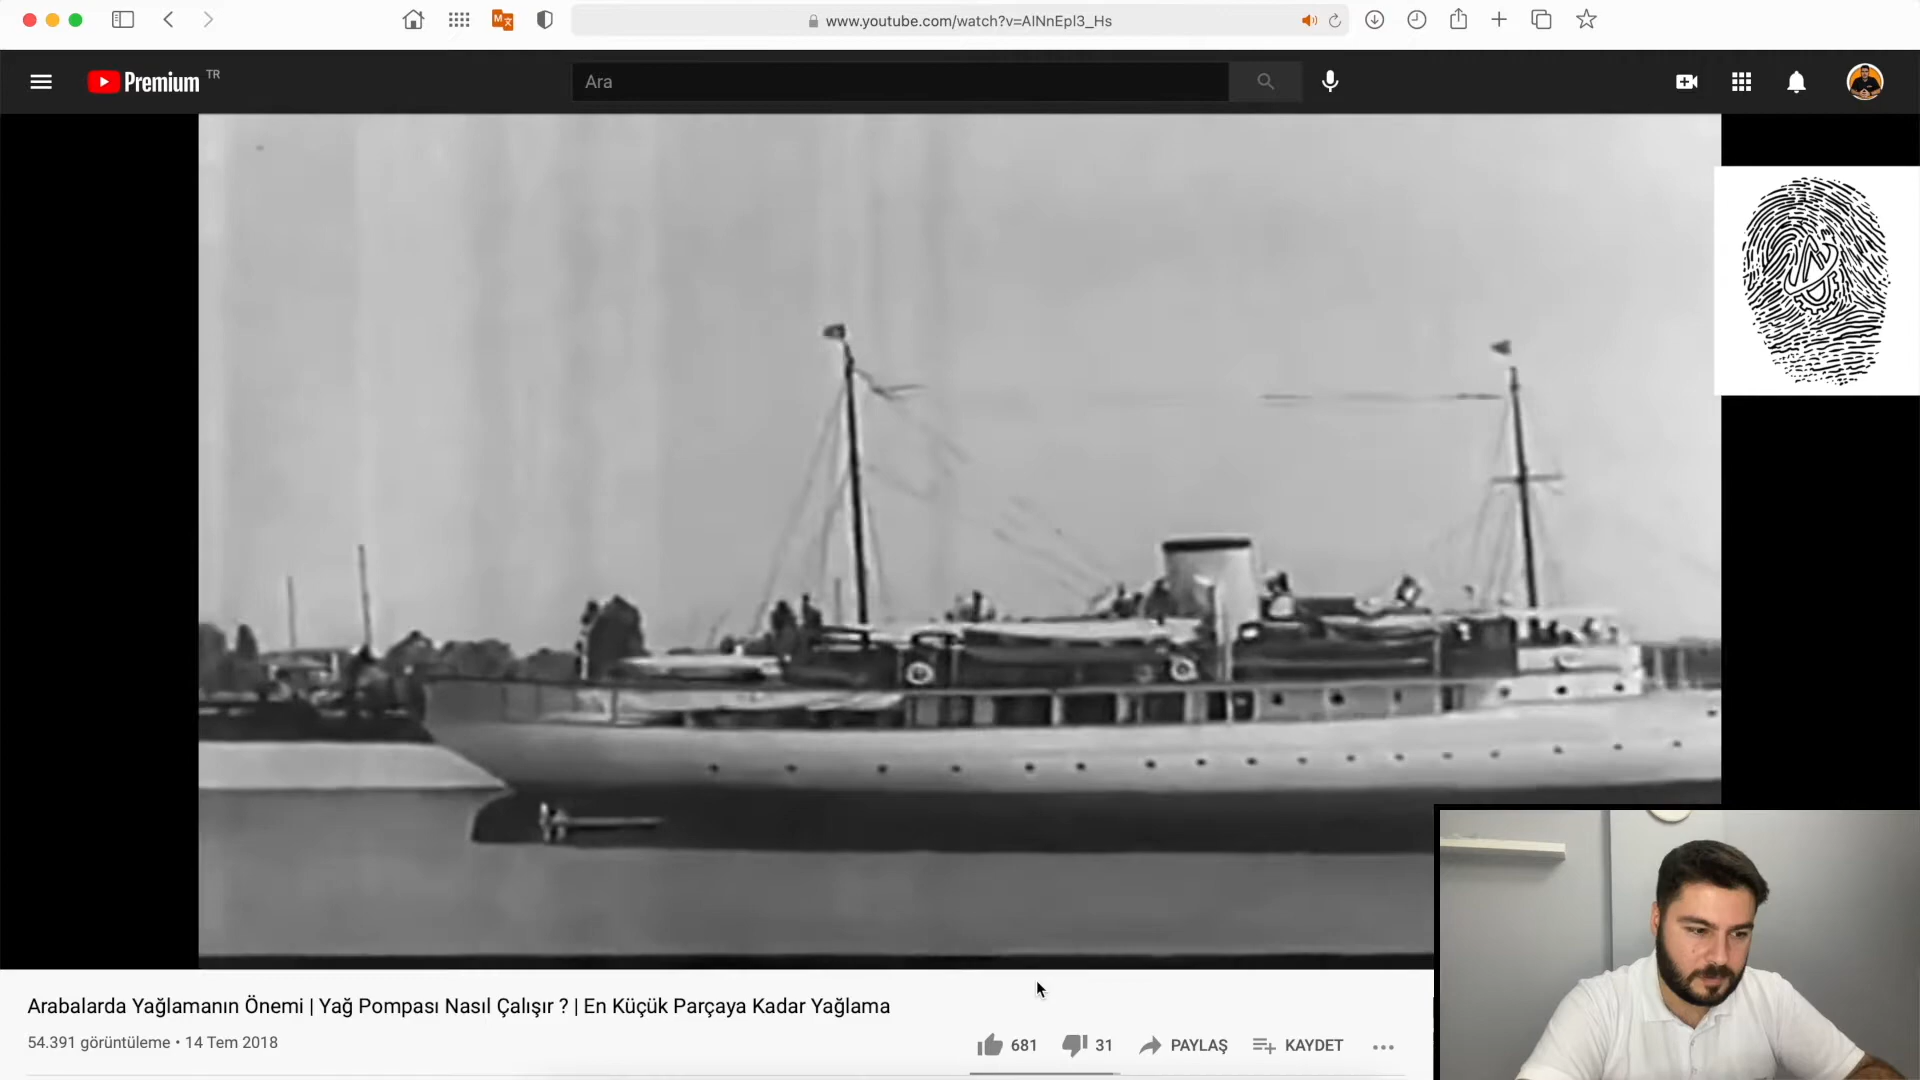 www.youtube.com/watch?v=AlNnEpl3_Hs
Premium TR
Ara
Arabalarda Yağlamanın Önemi | Yağ Pompası Nasıl Çalışır ? | En Küçük Parçaya Kadar Yağlama
54.391 görüntüleme • 14 Tem 2018
681 31 PAYLAŞ KAYDET